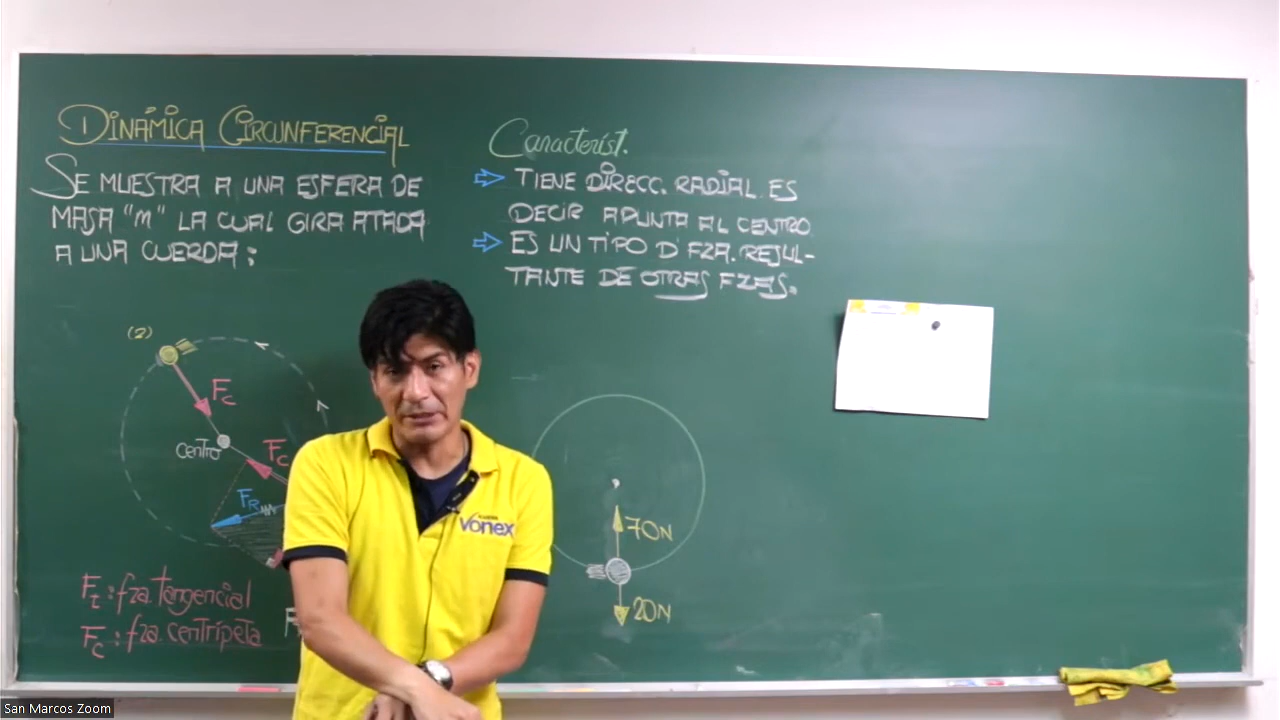 DINÁMICA CIRCUNFERENCIAL
SE MUESTRA A UNA ESFERA DE
MASA "m" LA CUAL GIRA ATADA
A UNA CUERDA:
(2)
Fc
centro
Fc
FR
Ft: fza. tangencial
Fc: fza. centrípeta
Característ.
TIENE DIRECC. RADIAL. ES
DECIR APUNTA AL CENTRO.
ES UN TIPO D' FZA. RESUL-
TANTE DE OTRAS FZAS.
70N
20N
Vonex
San Marcos Zoom